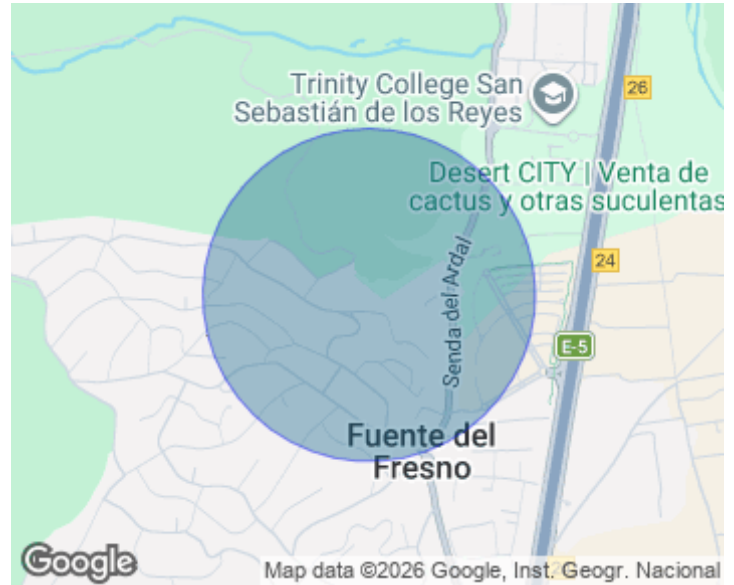 Trinity College San
Sebastián de los Reyes
26
Desert CITY | Venta de
cactus y otras suculentas
24
Senda del Ardal
E-5
Fuente del
Fresno
Google
Map data ©2026 Google, Inst. Geogr. Nacional